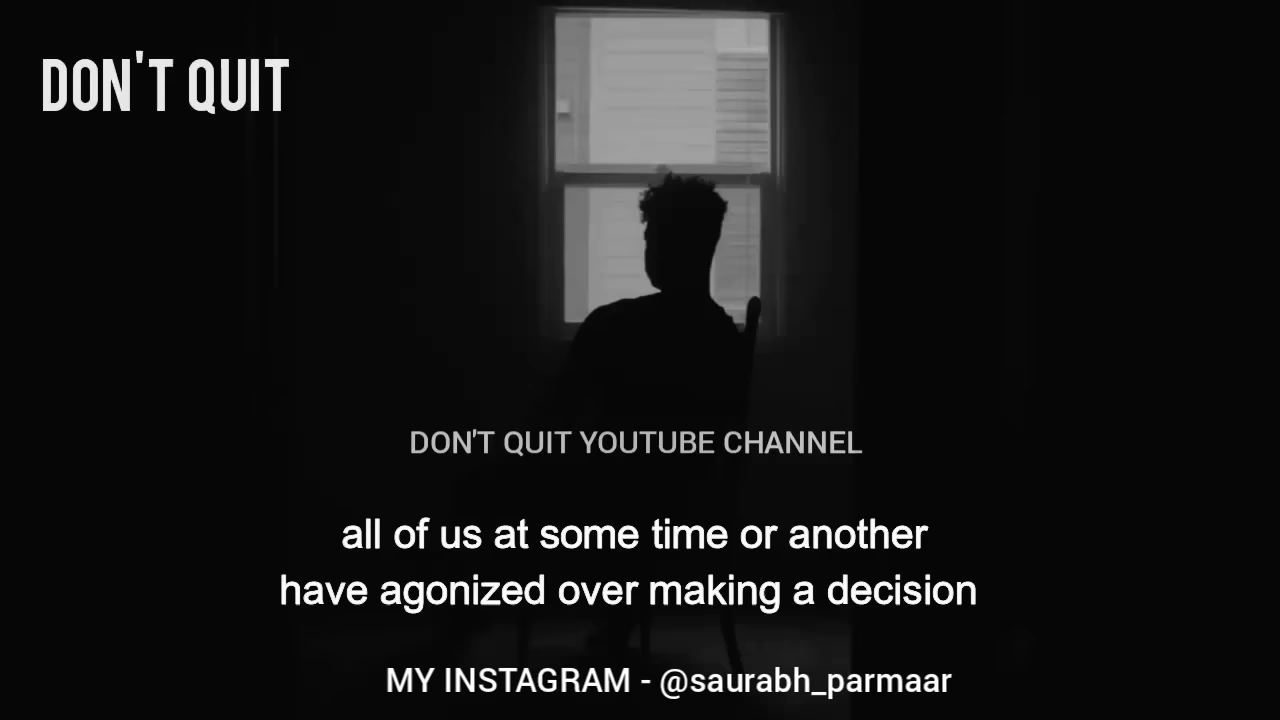 DON'T QUIT
DON'T QUIT YOUTUBE CHANNEL
all of us at some time or another
have agonized over making a decision
MY INSTAGRAM - @saurabh_parmaar